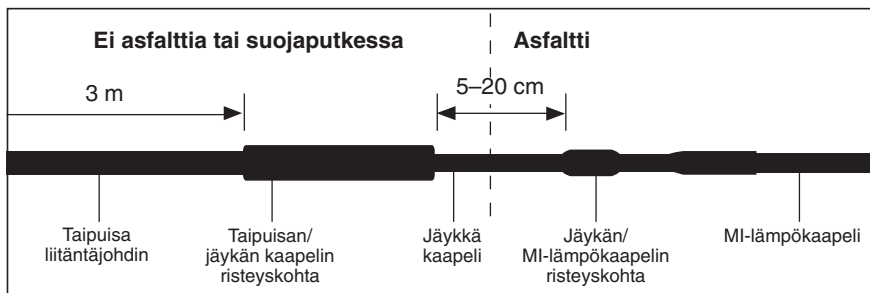 Ei asfalttia tai suojaputkessa
Asfaltti
3 m
5–20 cm
Taipuisa
liitäntäjohdin
Taipuisan/
jäykän kaapelin
risteyskohta
Jäykkä
kaapeli
Jäykän/
MI-lämpökaapelin
risteyskohta
MI-lämpökaapeli